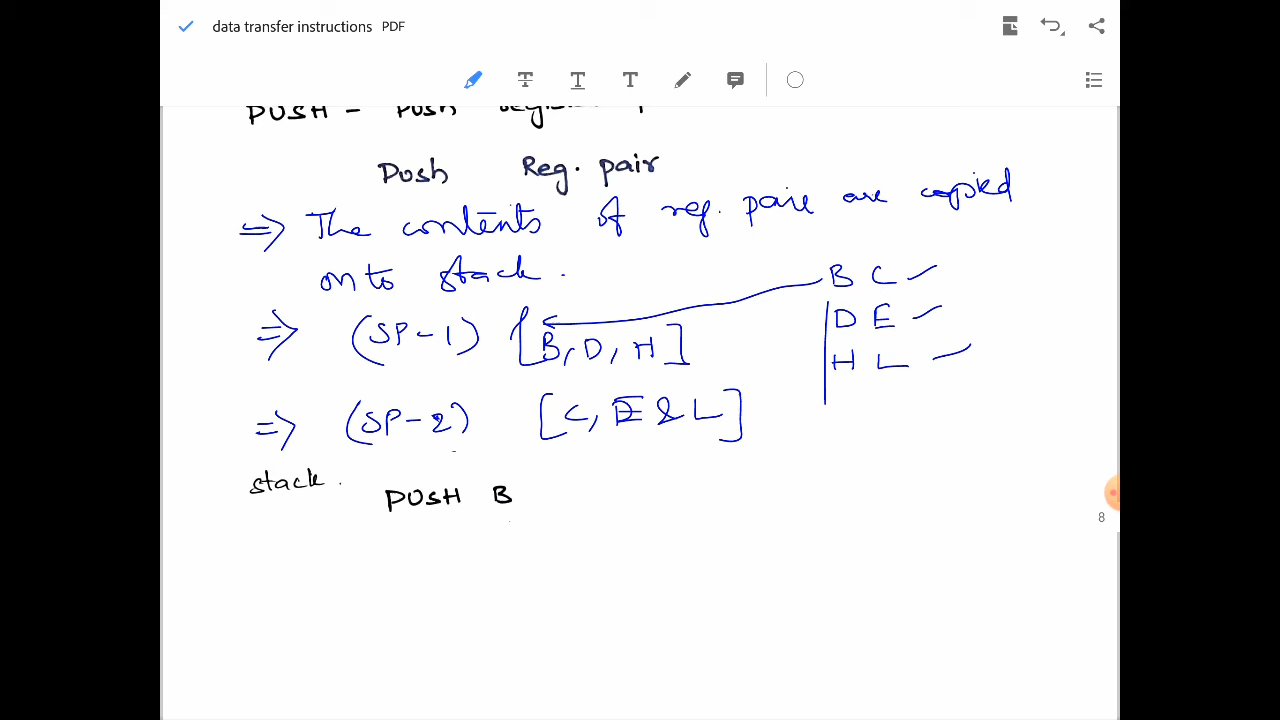 data transfer instructions PDF
PUSH - Push
Push Reg. pair
⇒ The contents of reg. pair are copied
onto stack.
B C
⇒ (SP-1) [B, D, H]
D E
H L
⇒ (SP-2) [C, E & L]
stack.
PUSH B
8